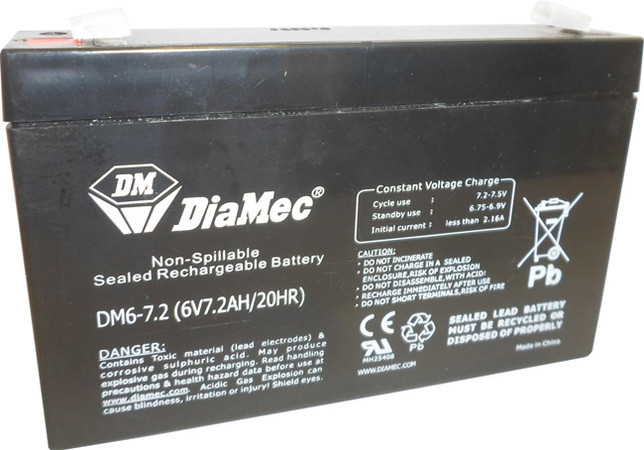 DM
DiaMec®
Non-Spillable
Sealed Rechargeable Battery
DM6-7.2 (6V7.2AH/20HR)
DANGER:
Contains Toxic material (lead electrodes) &
corrosive sulphuric acid. May produce
explosive gas during recharging. Read handling
precautions & health hazard data before use at
www.diamec.com. Acidic Gas Explosion can
cause blindness, irritation or injury! Shield eyes.
Constant Voltage Charge
Cycle use : 7.2-7.5V
Standby use : 6.75-6.9V
Initial current : less than 2.16A
CAUTION:
• DO NOT INCINERATE
• DO NOT CHARGE IN A SEALED
ENCLOSURE,RISK OF EXPLOSION
• DO NOT DISASSEMBLE,WITH ACID!
• RECHARGE IMMEDIATELY AFTER USE
• DO NOT SHORT TERMINALS,RISK OF FIRE
Pb
CE
Pb
MH25408
WWW.DIAMEC.COM
SEALED LEAD BATTERY
MUST BE RECYCLED OR
DISPOSED OF PROPERLY
Made in China